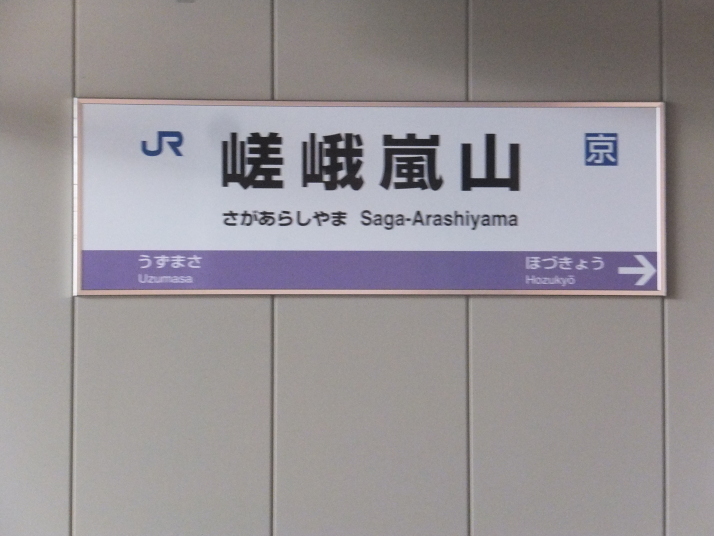 JR
嵯峨嵐山
京
さがあらしやま Saga-Arashiyama
うずまさ
Uzumasa
ほづきょう
Hozukyō